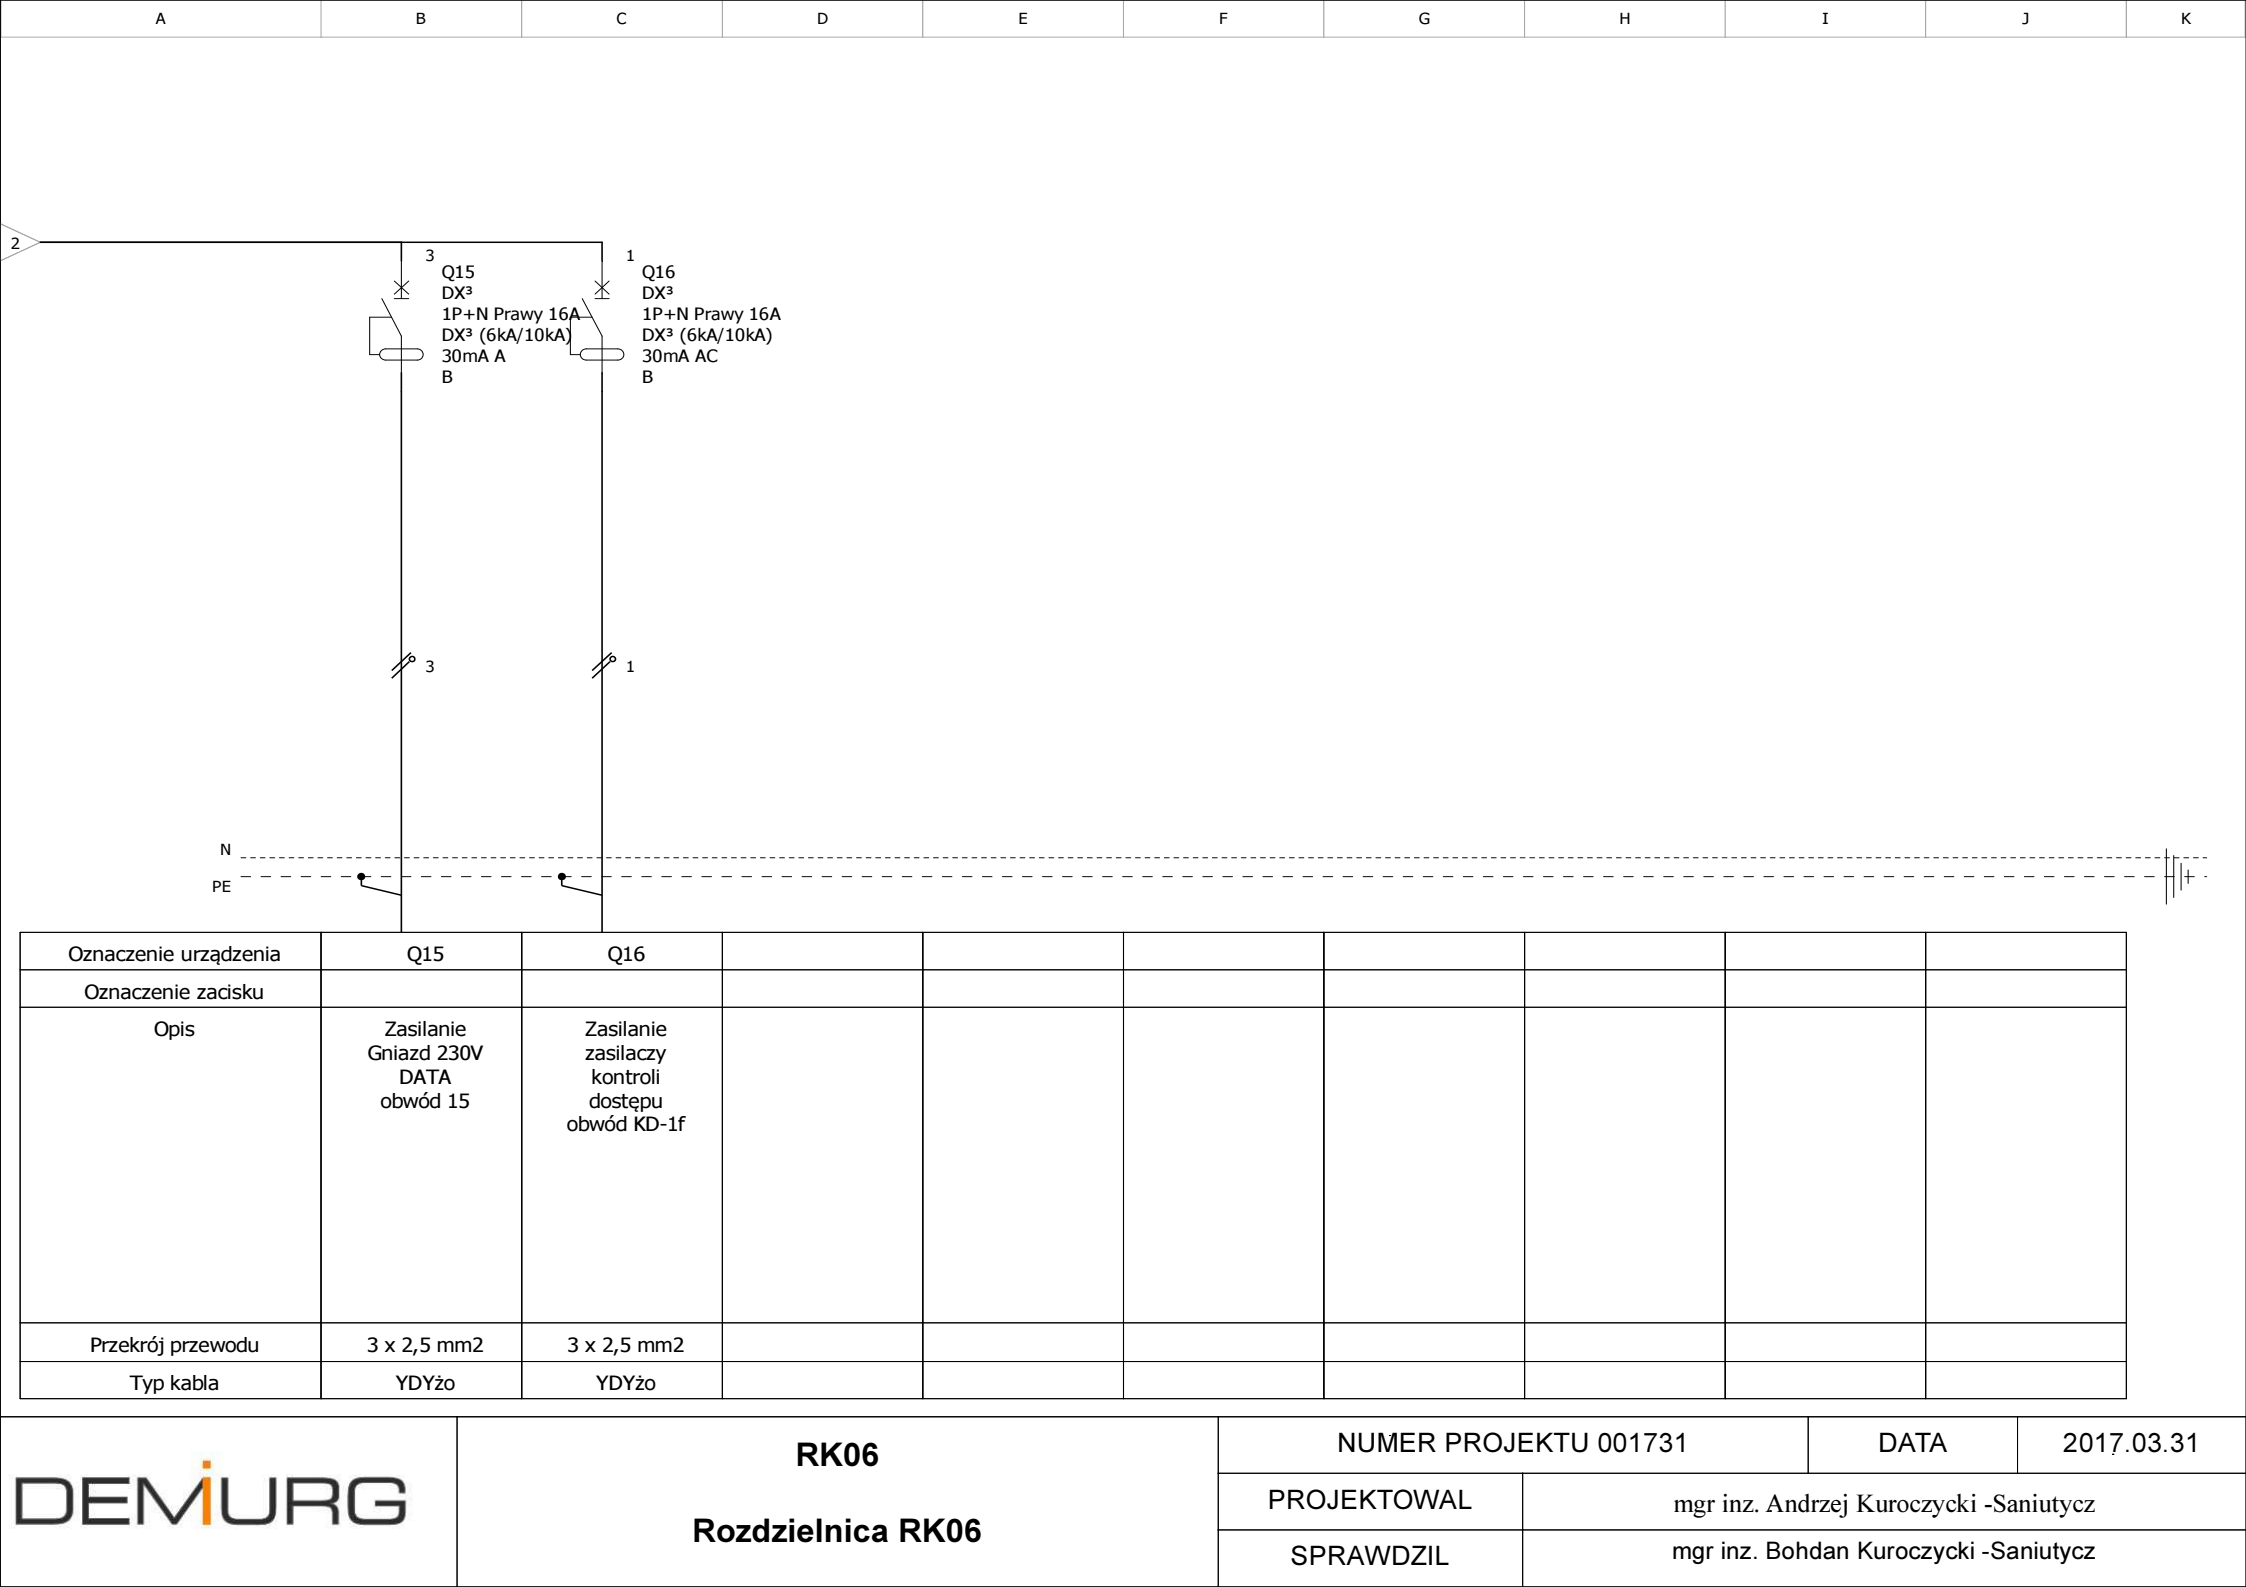 A B C D E F G H I J K
2
3
Q15
DX³
1P+N Prawy 16A
DX³ (6kA/10kA)
30mA A
B
1
Q16
DX³
1P+N Prawy 16A
DX³ (6kA/10kA)
30mA AC
B
3
1
N
PE
Oznaczenie urządzenia Q15 Q16
Oznaczenie zacisku
Opis
Zasilanie
Gniazd 230V
DATA
obwód 15
Zasilanie
zasilaczy
kontroli
dostępu
obwód KD-1f
Przekrój przewodu 3 x 2,5 mm2 3 x 2,5 mm2
Typ kabla YDYżo YDYżo
DEMIURG
RK06
Rozdzielnica RK06
NUMER PROJEKTU 001731 DATA 2017.03.31
PROJEKTOWAL mgr inz. Andrzej Kuroczycki -Saniutycz
SPRAWDZIL mgr inz. Bohdan Kuroczycki -Saniutycz